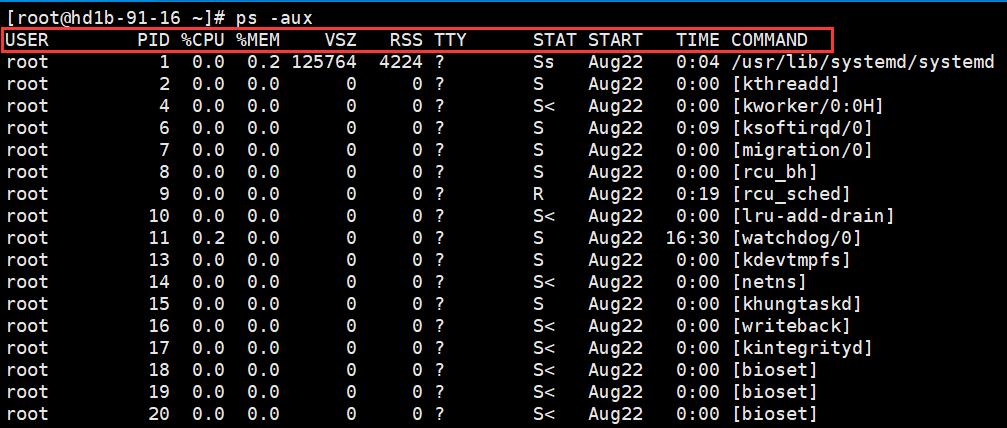 [root@hd1b-91-16 ~]# ps -aux
USER PID %CPU %MEM VSZ RSS TTY STAT START TIME COMMAND
root 1 0.0 0.2 125764 4224 ? Ss Aug22 0:04 /usr/lib/systemd/systemd
root 2 0.0 0.0 0 0 ? S Aug22 0:00 [kthreadd]
root 4 0.0 0.0 0 0 ? S< Aug22 0:00 [kworker/0:0H]
root 6 0.0 0.0 0 0 ? S Aug22 0:09 [ksoftirqd/0]
root 7 0.0 0.0 0 0 ? S Aug22 0:00 [migration/0]
root 8 0.0 0.0 0 0 ? S Aug22 0:00 [rcu_bh]
root 9 0.0 0.0 0 0 ? R Aug22 0:19 [rcu_sched]
root 10 0.0 0.0 0 0 ? S< Aug22 0:00 [lru-add-drain]
root 11 0.2 0.0 0 0 ? S Aug22 16:30 [watchdog/0]
root 13 0.0 0.0 0 0 ? S Aug22 0:00 [kdevtmpfs]
root 14 0.0 0.0 0 0 ? S< Aug22 0:00 [netns]
root 15 0.0 0.0 0 0 ? S Aug22 0:00 [khungtaskd]
root 16 0.0 0.0 0 0 ? S< Aug22 0:00 [writeback]
root 17 0.0 0.0 0 0 ? S< Aug22 0:00 [kintegrityd]
root 18 0.0 0.0 0 0 ? S< Aug22 0:00 [bioset]
root 19 0.0 0.0 0 0 ? S< Aug22 0:00 [bioset]
root 20 0.0 0.0 0 0 ? S< Aug22 0:00 [bioset]